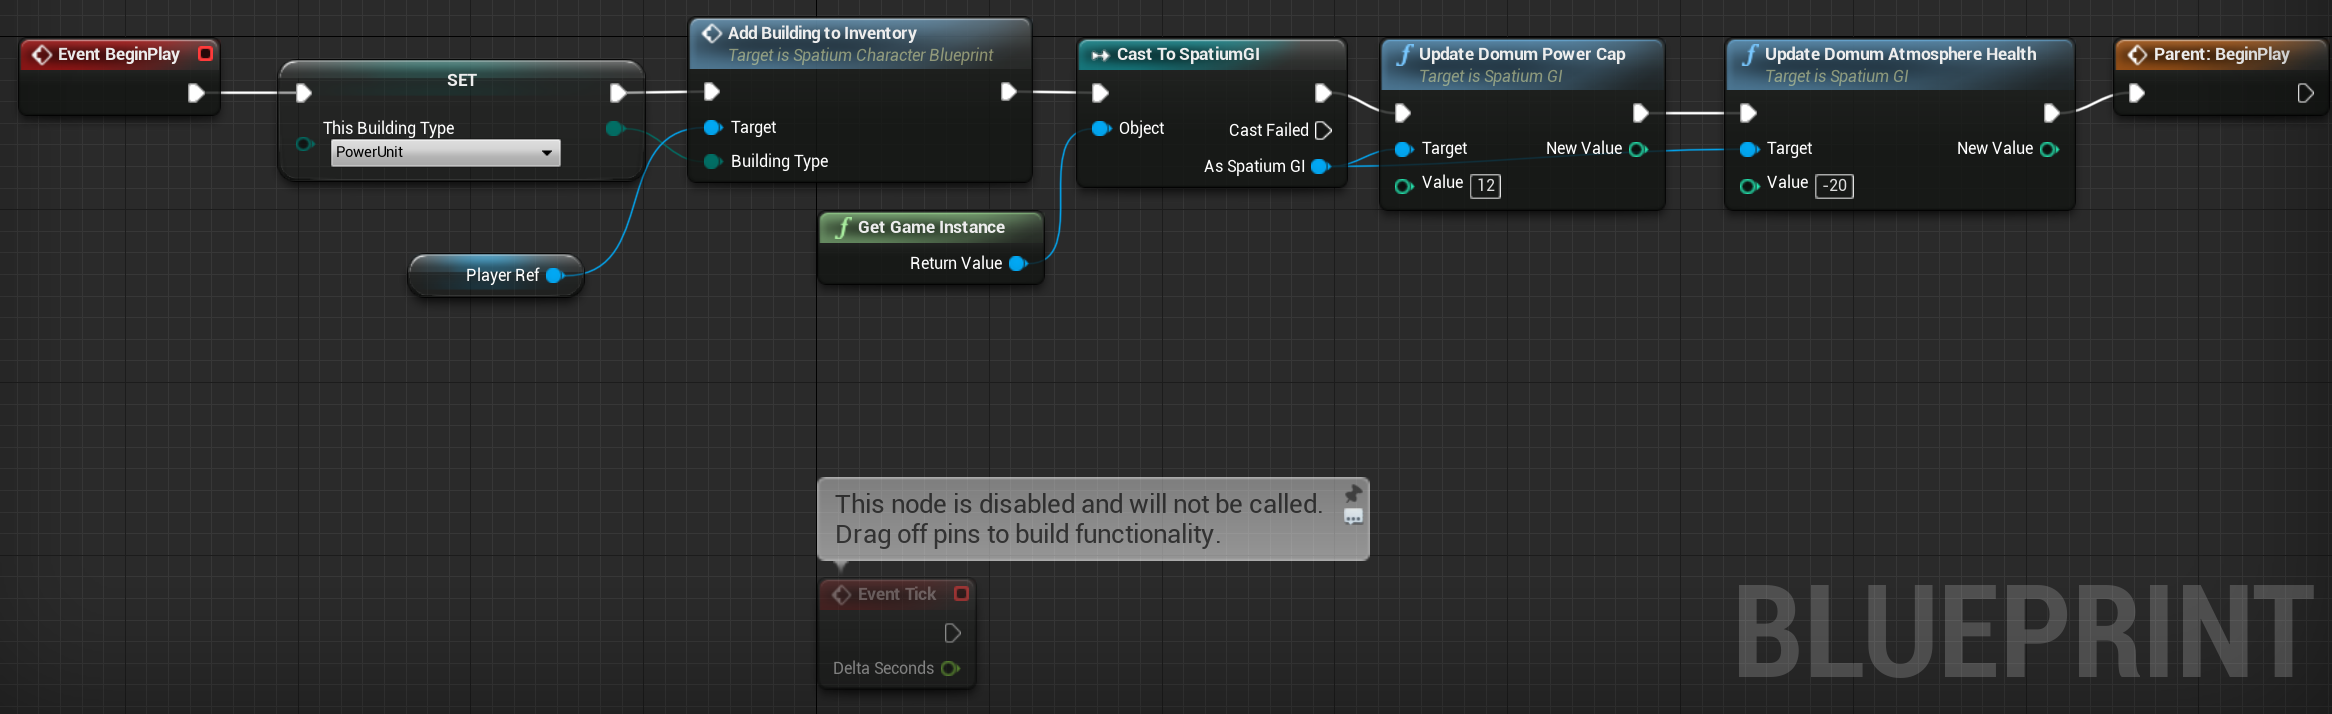 Event BeginPlay
SET
This Building Type
PowerUnit
Add Building to Inventory
Target is Spatium Character Blueprint
Target
Building Type
Player Ref
Get Game Instance
Return Value
Cast To SpatiumGI
Object
Cast Failed
As Spatium GI
Update Domum Power Cap
Target is Spatium GI
Target
New Value
Value 12
Update Domum Atmosphere Health
Target is Spatium GI
Target
New Value
Value -20
Parent: BeginPlay
This node is disabled and will not be called.
Drag off pins to build functionality.
Event Tick
Delta Seconds
BLUEPRINT